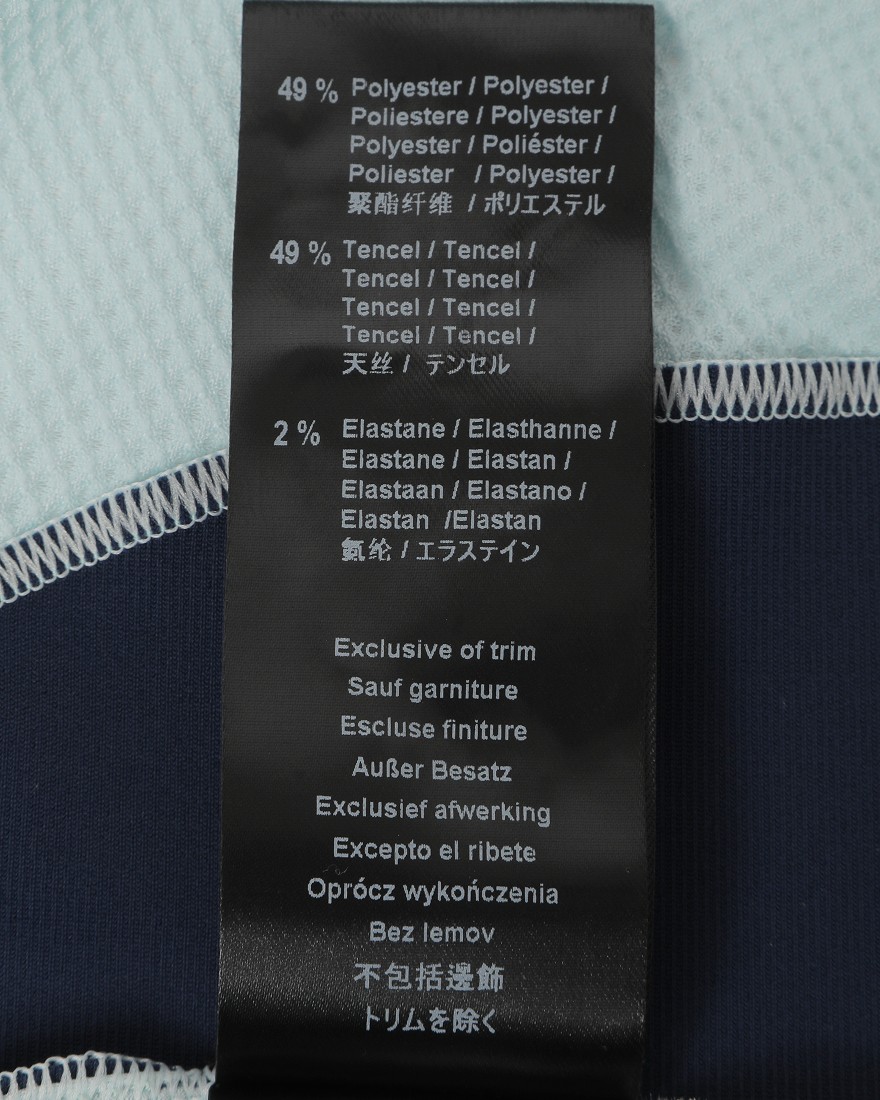 49 % Polyester / Polyester /
Poliestere / Polyester /
Polyester / Poliéster /
Poliester / Polyester /
聚酯纤维 / ポリエステル
49 % Tencel / Tencel /
Tencel / Tencel /
Tencel / Tencel /
Tencel / Tencel /
天丝 / テンセル
2 % Elastane / Elasthanne /
Elastane / Elastan /
Elastaan / Elastano /
Elastan /Elastan
氨纶 / エラステイン
Exclusive of trim
Sauf garniture
Escluse finiture
Außer Besatz
Exclusief afwerking
Excepto el ribete
Oprócz wykończenia
Bez lemov
不包括邊飾
トリムを除く